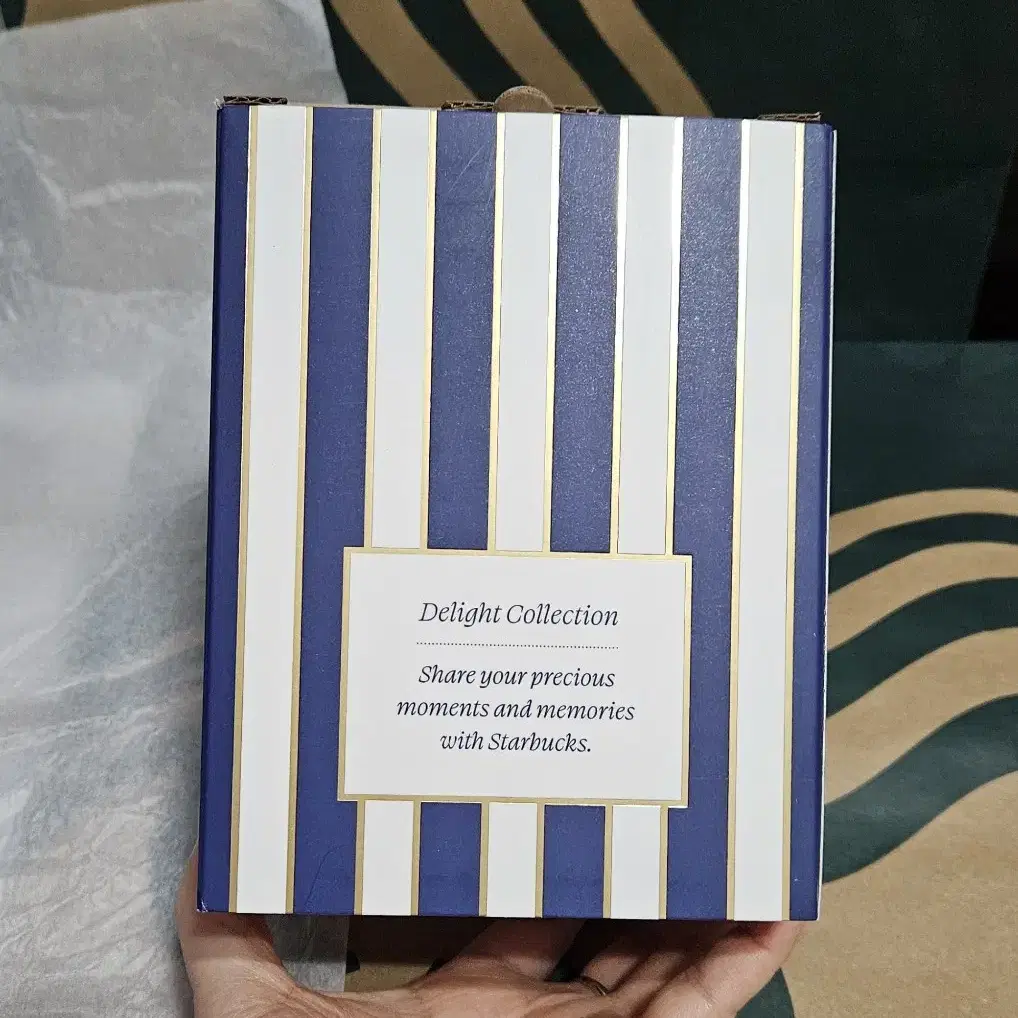 Delight Collection
Share your precious
moments and memories
with Starbucks.